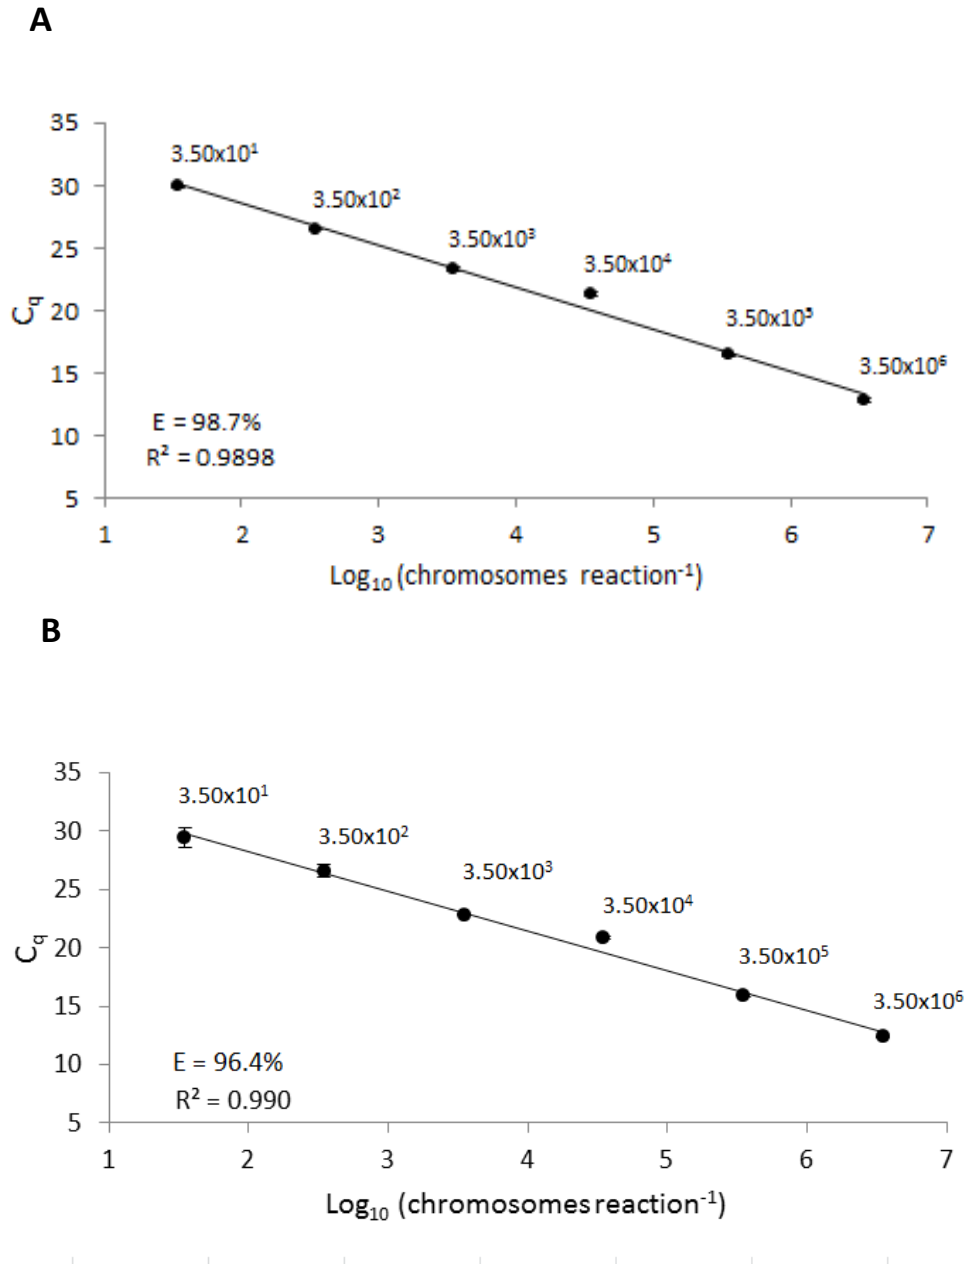 A
35
3.50x10¹
30
3.50x10²
25
3.50x10³
3.50x10⁴
20
3.50x10⁵
15
3.50x10⁶
10
5
Cq
E = 98.7%
R² = 0.9898
1 2 3 4 5 6 7
Log₁₀ (chromosomes reaction⁻¹)
B
35
3.50x10¹
30
3.50x10²
25
3.50x10³
3.50x10⁴
20
3.50x10⁵
15
3.50x10⁶
10
5
Cq
E = 96.4%
R² = 0.990
1 2 3 4 5 6 7
Log₁₀ (chromosomes reaction⁻¹)